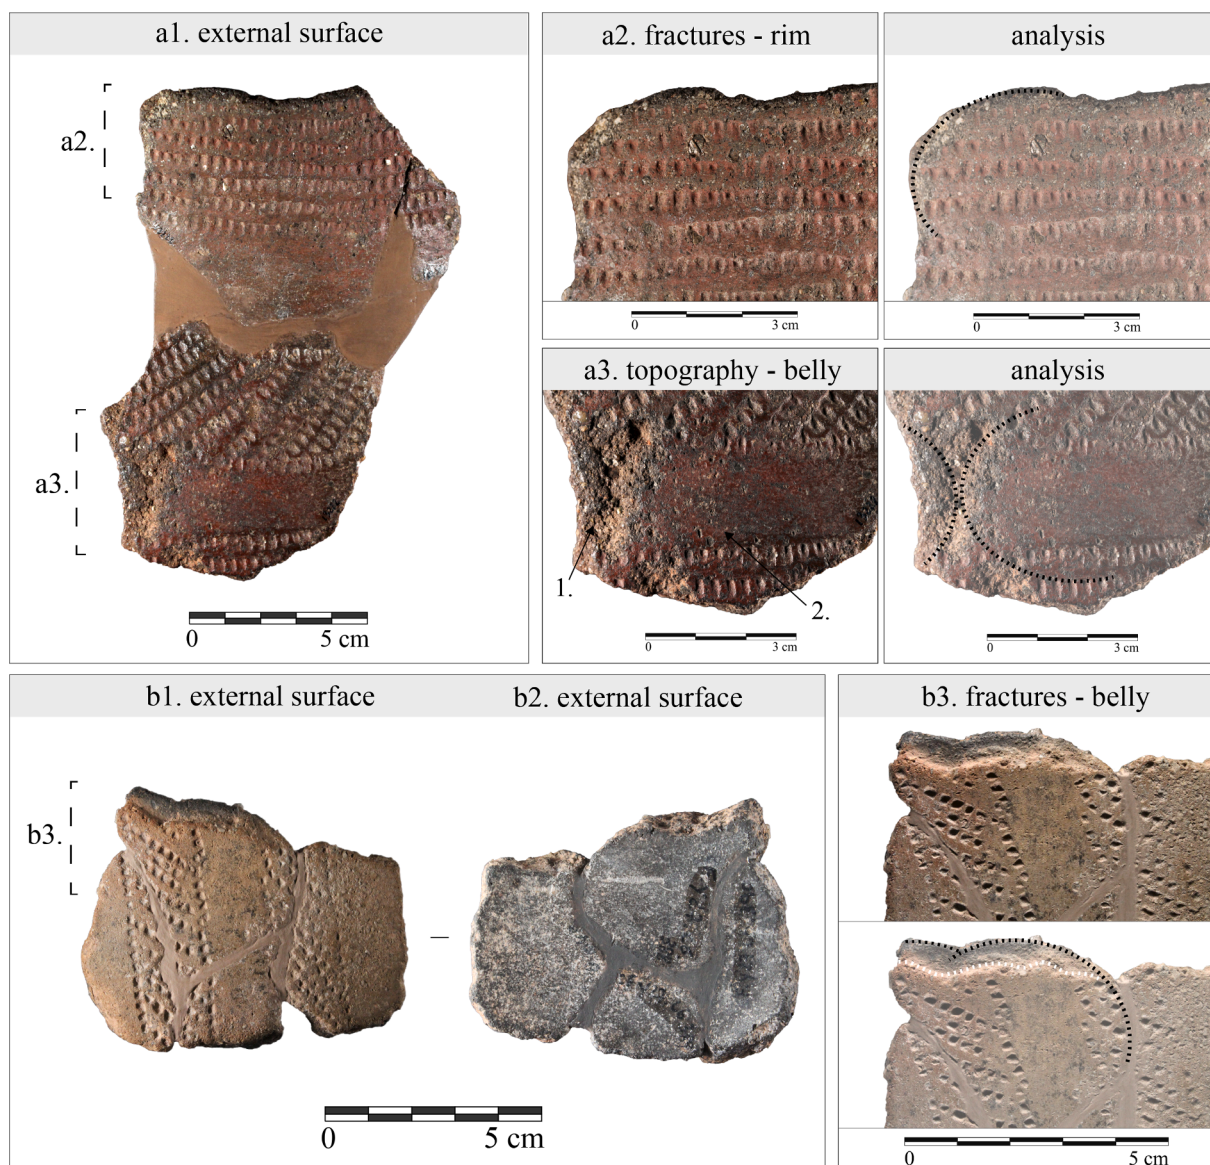 a1. external surface
a2.
a3.
0 5 cm
a2. fractures - rim
analysis
0 3 cm
0 3 cm
a3. topography - belly
analysis
1.
2.
0 3 cm
0 3 cm
b1. external surface
b2. external surface
b3.
0 5 cm
b3. fractures - belly
0 5 cm